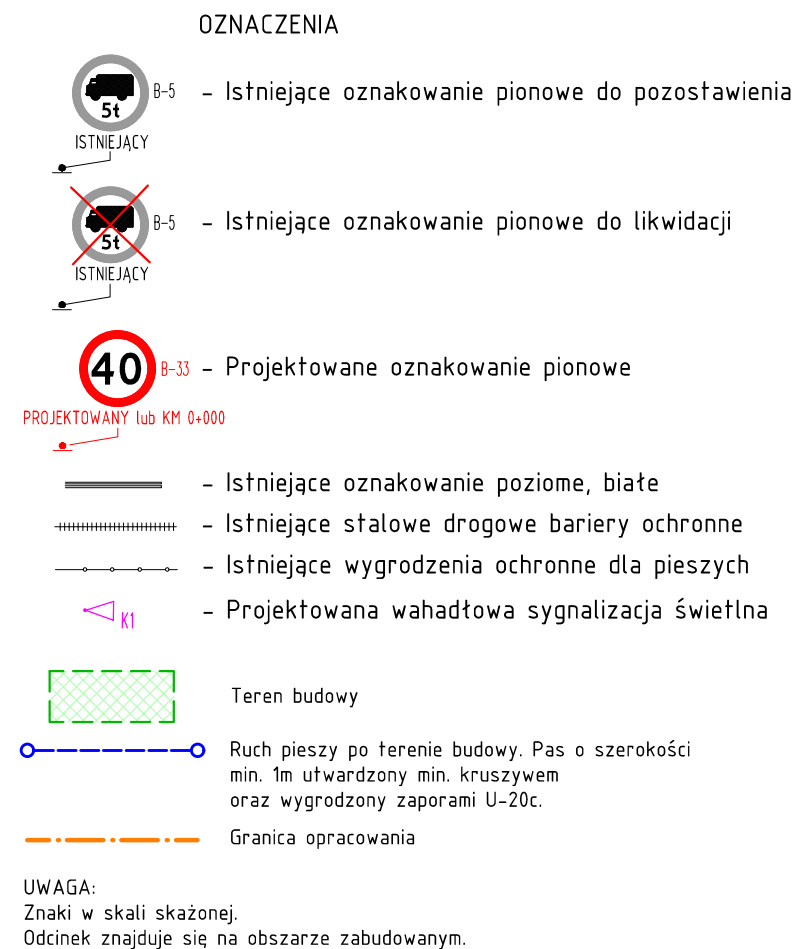 OZNACZENIA
5t
B-5 - Istniejące oznakowanie pionowe do pozostawienia
ISTNIEJĄCY
5t
B-5 - Istniejące oznakowanie pionowe do likwidacji
ISTNIEJĄCY
40 B-33 - Projektowane oznakowanie pionowe
PROJEKTOWANY lub KM 0+000
- Istniejące oznakowanie poziome, białe
- Istniejące stalowe drogowe bariery ochronne
- Istniejące wygrodzenia ochronne dla pieszych
K1 - Projektowana wahadłowa sygnalizacja świetlna
Teren budowy
Ruch pieszy po terenie budowy. Pas o szerokości
min. 1m utwardzony min. kruszywem
oraz wygrodzony zaporami U-20c.
Granica opracowania
UWAGA:
Znaki w skali skażonej.
Odcinek znajduje się na obszarze zabudowanym.